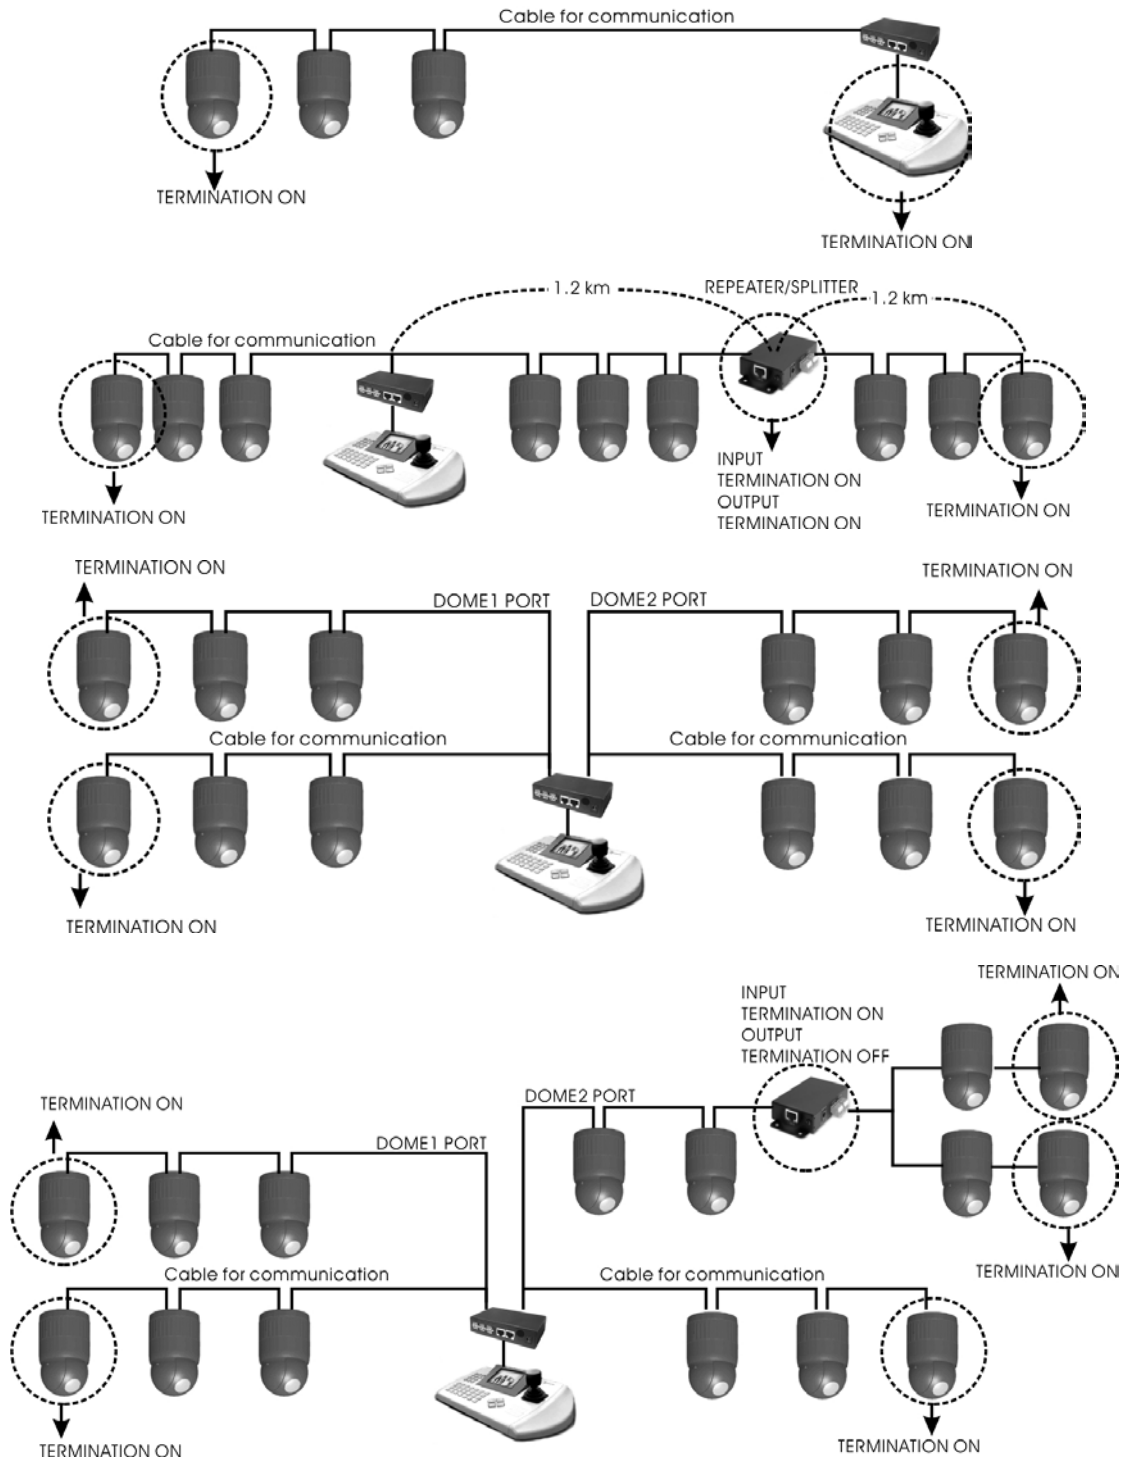 Cable for communication
TERMINATION ON
TERMINATION ON
1.2 km
REPEATER/SPLITTER
1.2 km
Cable for communication
INPUT
TERMINATION ON
OUTPUT
TERMINATION ON
TERMINATION ON
TERMINATION ON
TERMINATION ON
TERMINATION ON
DOME1 PORT
DOME2 PORT
Cable for communication
Cable for communication
TERMINATION ON
TERMINATION ON
TERMINATION ON
INPUT
TERMINATION ON
OUTPUT
TERMINATION OFF
DOME2 PORT
TERMINATION ON
DOME1 PORT
TERMINATION ON
Cable for communication
Cable for communication
TERMINATION ON
TERMINATION ON